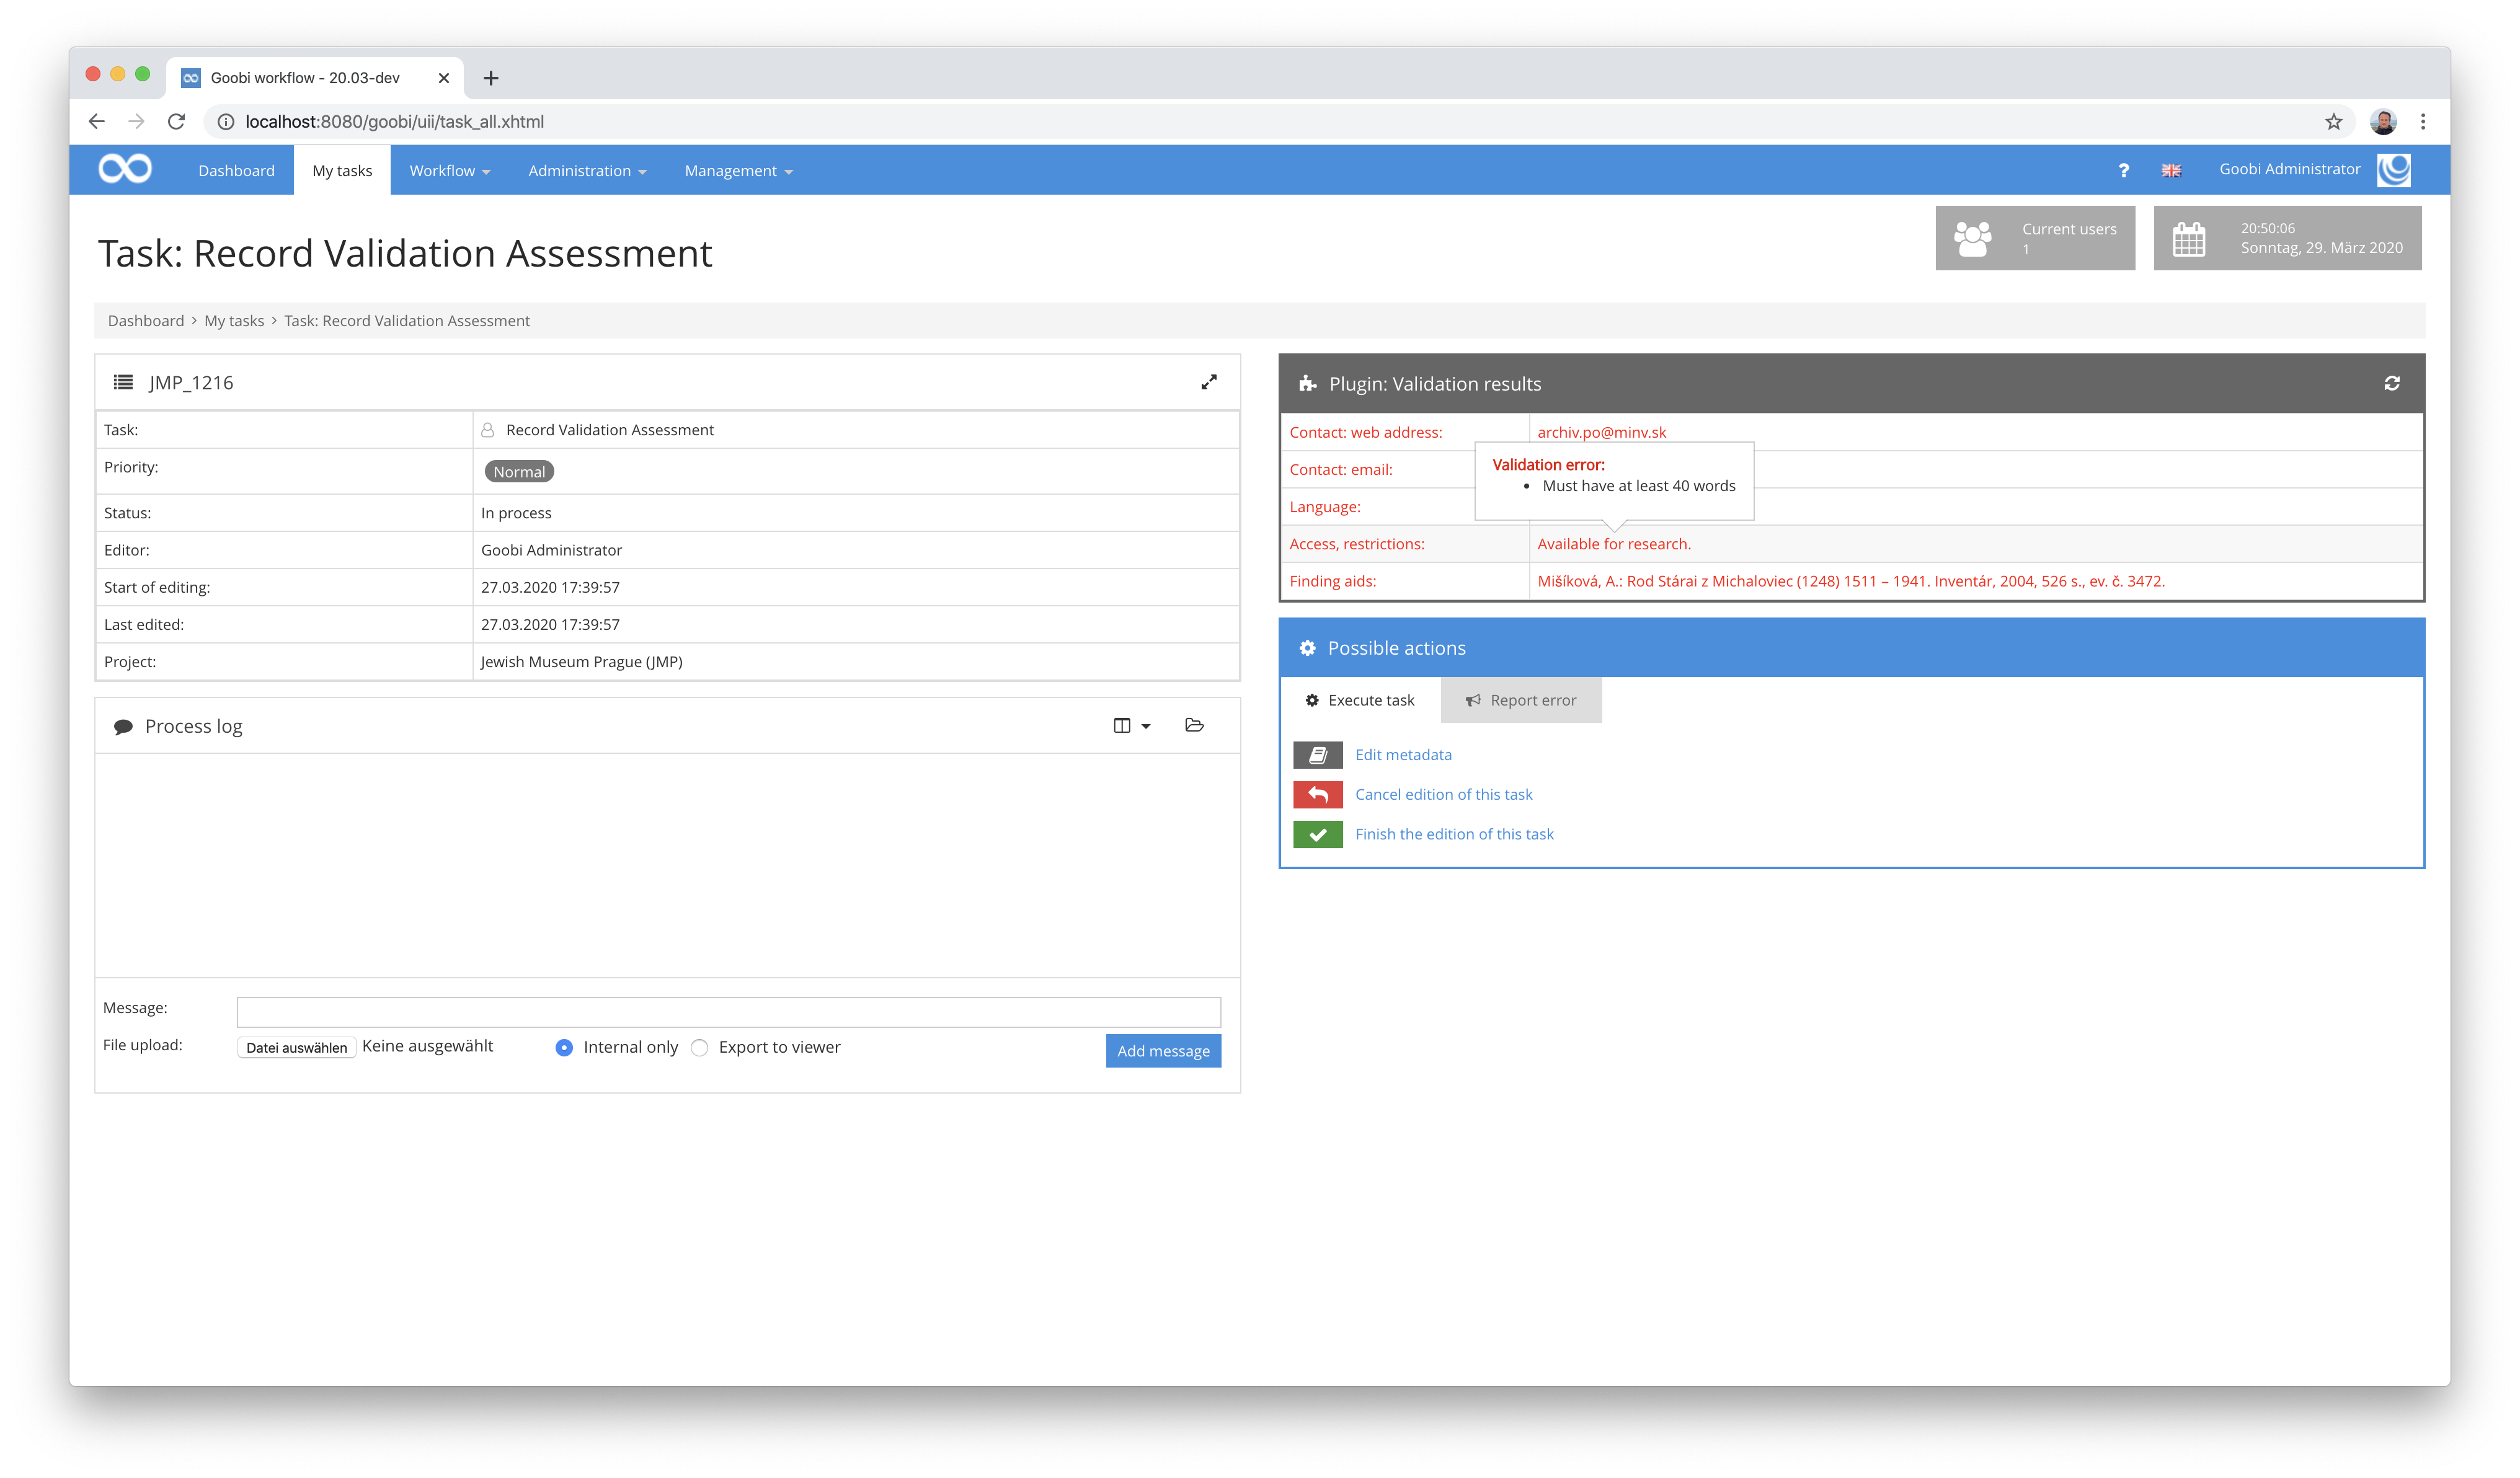 Goobi workflow - 20.03-dev
localhost:8080/goobi/uii/task_all.xhtml
Dashboard My tasks Workflow Administration Management ? Goobi Administrator
Task: Record Validation Assessment
Current users
1
20:50:06
Sonntag, 29. März 2020
Dashboard > My tasks > Task: Record Validation Assessment
JMP_1216
Task: Record Validation Assessment
Priority: Normal
Status: In process
Editor: Goobi Administrator
Start of editing: 27.03.2020 17:39:57
Last edited: 27.03.2020 17:39:57
Project: Jewish Museum Prague (JMP)
Process log
Message:
File upload: Datei auswählen Keine ausgewählt Internal only Export to viewer Add message
Plugin: Validation results
Contact: web address: archiv.po@minv.sk
Contact: email:
Language:
Validation error:
• Must have at least 40 words
Access, restrictions: Available for research.
Finding aids: Mišíková, A.: Rod Stárai z Michaloviec (1248) 1511 – 1941. Inventár, 2004, 526 s., ev. č. 3472.
Possible actions
Execute task Report error
Edit metadata
Cancel edition of this task
Finish the edition of this task